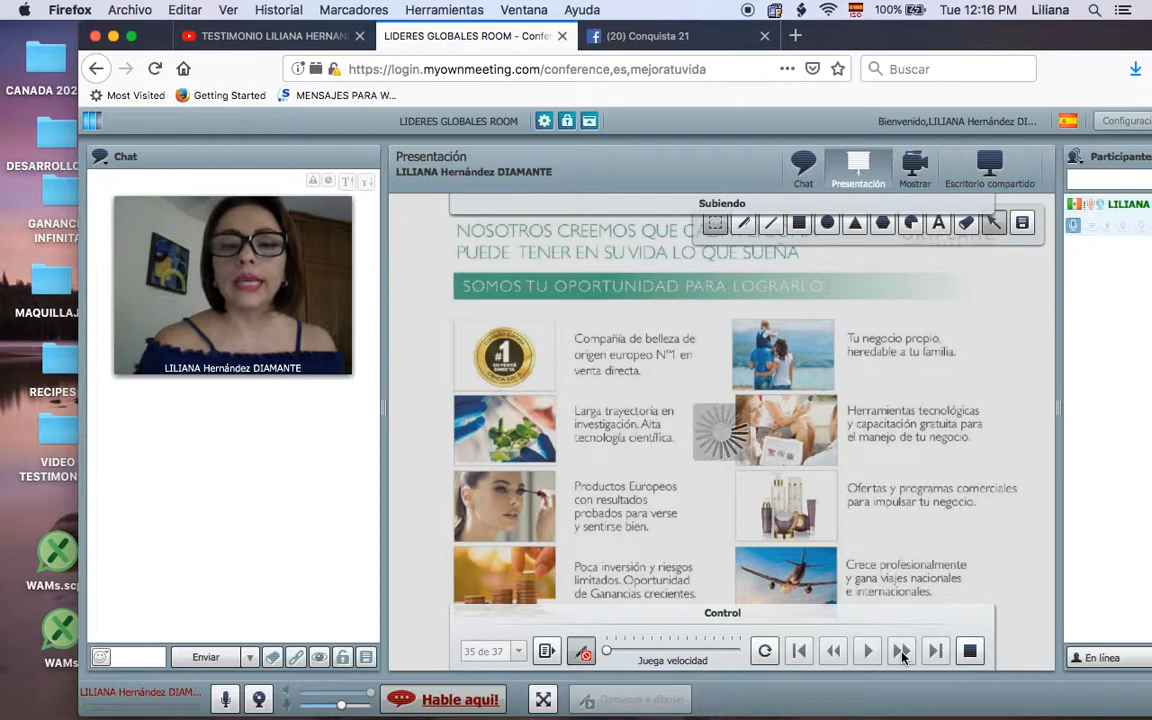 Firefox Archivo Editar Ver Historial Marcadores Herramientas Ventana Ayuda 100% Tue 12:16 PM Liliana
TESTIMONIO LILIANA HERNAN
LIDERES GLOBALES ROOM - Confe
(20) Conquista 21
https://login.myownmeeting.com/conference,es,mejoratuvida
Buscar
Most Visited Getting Started MENSAJES PARA W...
CANADA 202
DESARROLLO
GANANC
INFINITA
MAQUILLAJ
RECIPES
VIDEO
TESTIMON
WAMs.scp
WAMs
LIDERES GLOBALES ROOM
Bienvenido,LILIANA Hernández DI...
Configuraci
Chat
LILIANA Hernández DIAMANTE
Enviar
Presentación
LILIANA Hernández DIAMANTE
Chat Presentación Mostrar Escritorio compartido
Participante
LILIANA
Subiendo
NOSOTROS CREEMOS QUE
PUEDE TENER EN SU VIDA LO QUE SUEÑA
SOMOS TU OPORTUNIDAD PARA LOGRARLO
#1
Compañía de belleza de
origen europeo Nº1 en
venta directa.
Larga trayectoria en
investigación. Alta
tecnología científica.
Productos Europeos
con resultados
probados para verse
y sentirse bien.
Poca inversión y riesgos
limitados. Oportunidad
de Ganancias crecientes.
Tu negocio propio,
heredable a tu familia.
Herramientas tecnológicas
y capacitación gratuita para
el manejo de tu negocio.
Ofertas y programas comerciales
para impulsar tu negocio.
Crece profesionalmente
y gana viajes nacionales
e internacionales.
Control
35 de 37
Juega velocidad
En línea
LILIANA Hernández DIAM...
Hable aqui!
Comience a dibujar